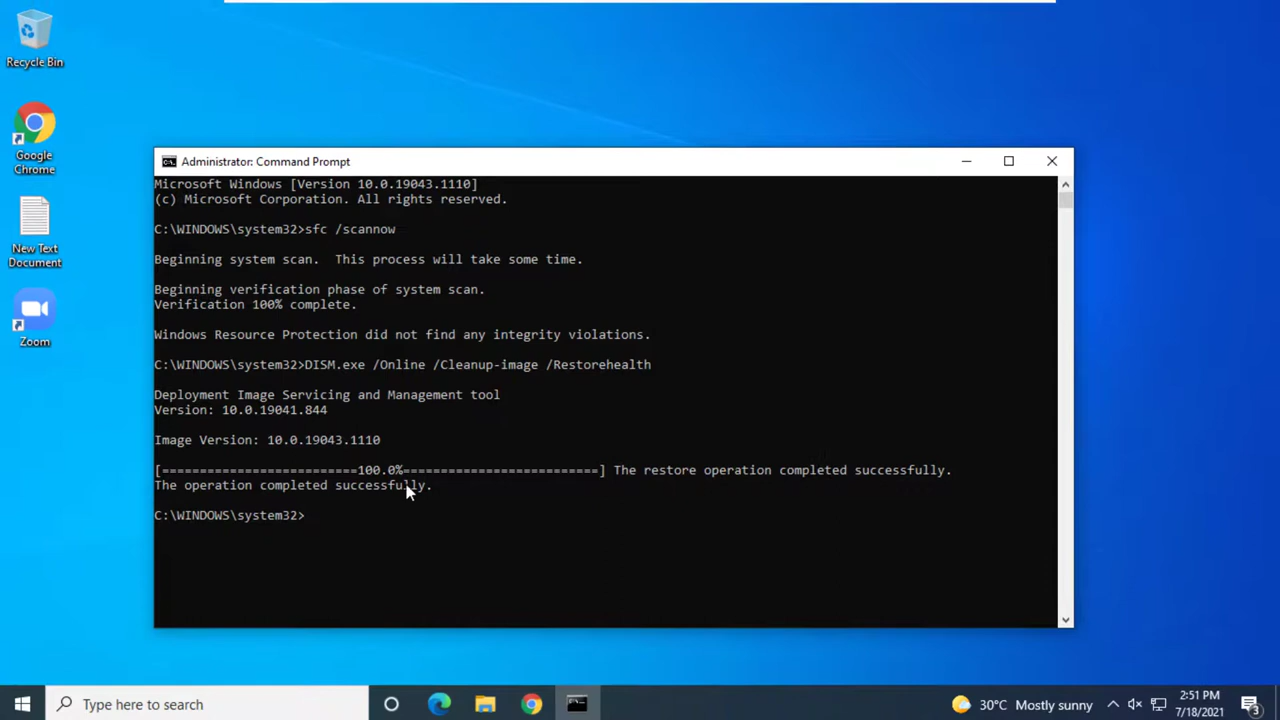 Recycle Bin
Google
Chrome
New Text
Document
Zoom
Administrator: Command Prompt
Microsoft Windows [Version 10.0.19043.1110]
(c) Microsoft Corporation. All rights reserved.
C:\WINDOWS\system32>sfc /scannow
Beginning system scan.  This process will take some time.
Beginning verification phase of system scan.
Verification 100% complete.
Windows Resource Protection did not find any integrity violations.
C:\WINDOWS\system32>DISM.exe /Online /Cleanup-image /Restorehealth
Deployment Image Servicing and Management tool
Version: 10.0.19041.844
Image Version: 10.0.19043.1110
[==========================100.0%==========================] The restore operation completed successfully.
The operation completed successfully.
C:\WINDOWS\system32>
Type here to search
30°C Mostly sunny
2:51 PM
7/18/2021
3